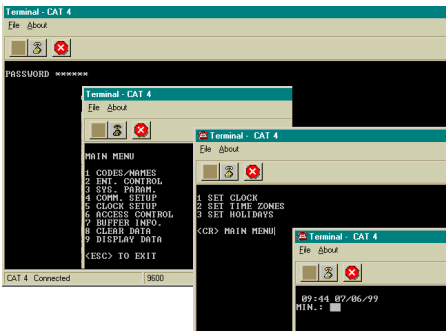 Terminal - CAT 4
File About
PASSWORD ******
Terminal - CAT 4
File About
MAIN MENU
1 CODES/NAMES
2 ENT. CONTROL
3 SYS. PARAM.
4 COMM. SETUP
5 CLOCK SETUP
6 ACCESS CONTROL
7 BUFFER INFO.
8 CLEAR DATA
9 DISPLAY DATA
<ESC> TO EXIT
CAT 4 Connected 9600
Terminal - CAT 4
File About
1 SET CLOCK
2 SET TIME ZONES
3 SET HOLIDAYS
<CR> MAIN MENU
Terminal - CAT 4
File About
09:44 07/06/99
MIN.: